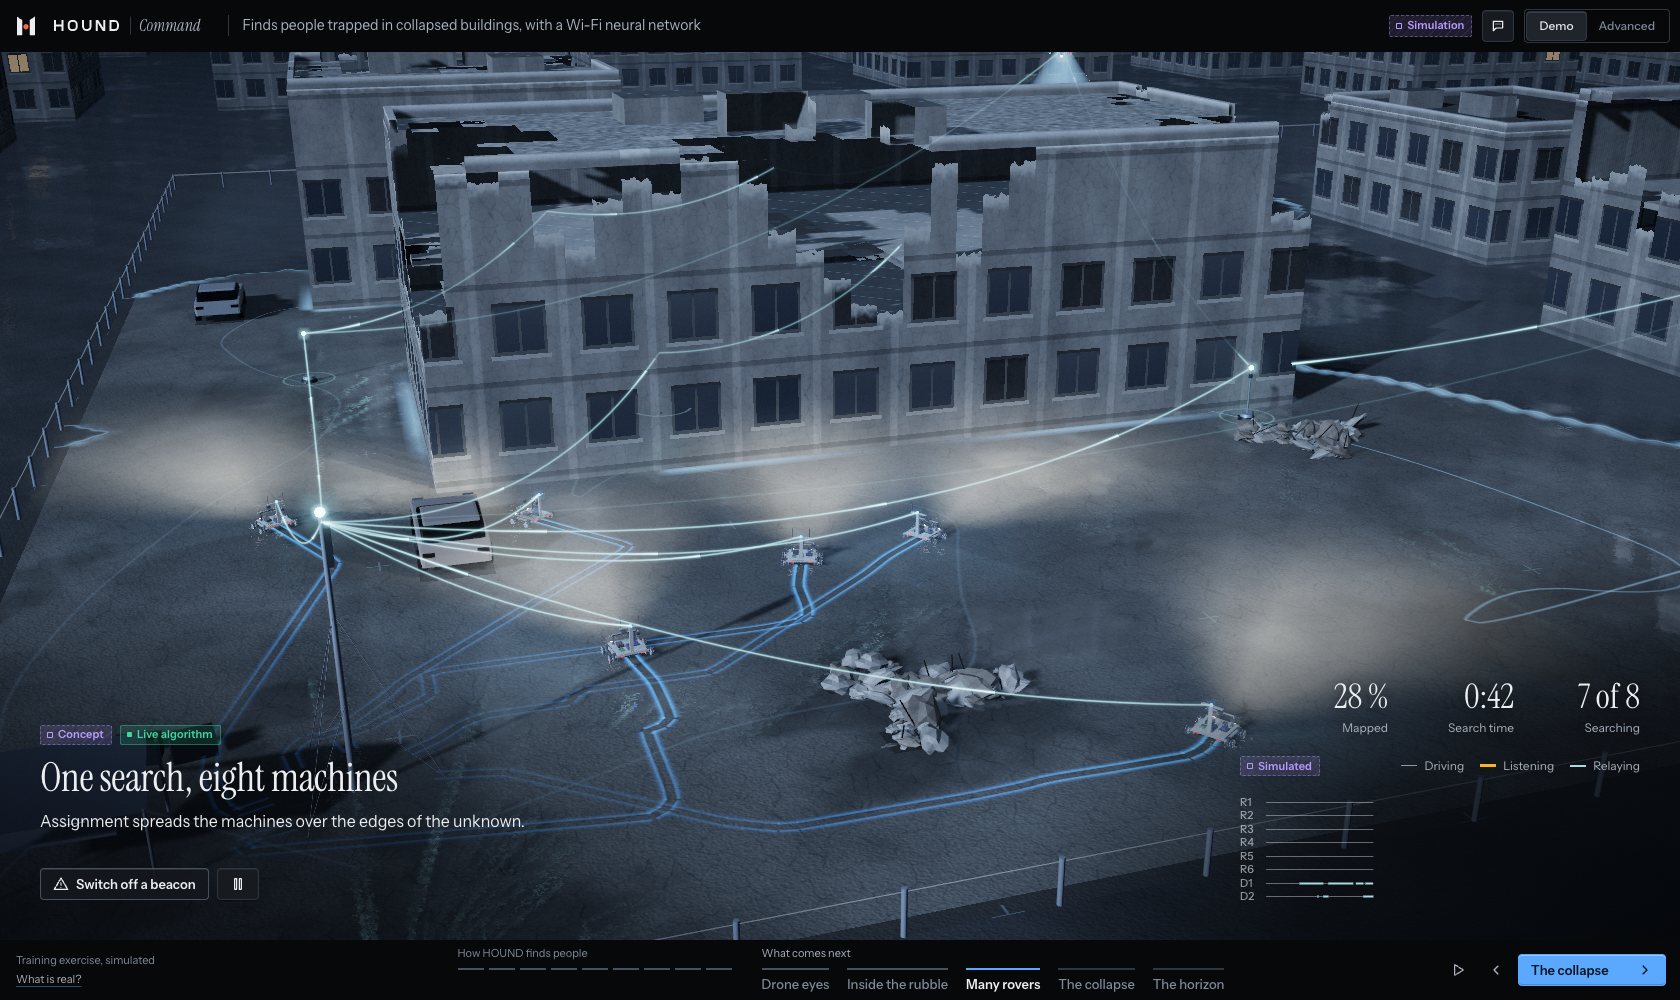 HOUND Command
Finds people trapped in collapsed buildings, with a Wi-Fi neural network
Simulation
Demo
Advanced
Concept
Live algorithm
One search, eight machines
Assignment spreads the machines over the edges of the unknown.
Switch off a beacon
28 %
Mapped
0:42
Search time
7 of 8
Searching
Simulated
Driving
Listening
Relaying
R1
R2
R3
R4
R5
R6
D1
D2
Training exercise, simulated
What is real?
How HOUND finds people
What comes next
Drone eyes
Inside the rubble
Many rovers
The collapse
The horizon
The collapse